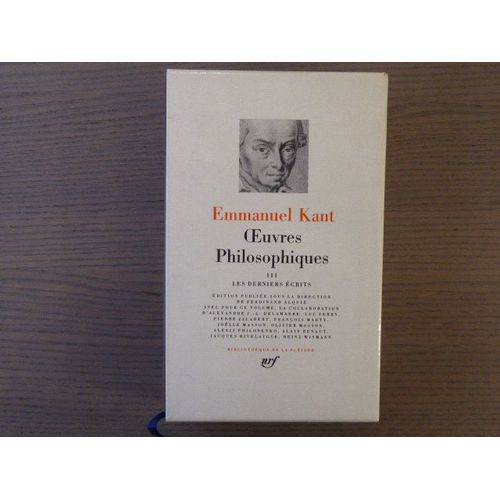 Emmanuel Kant
Œuvres
Philosophiques
III
LES DERNIERS ÉCRITS
ÉDITION PUBLIÉE SOUS LA DIRECTION
DE FERDINAND ALQUIÉ
AVEC POUR CE VOLUME, LA COLLABORATION
D'ALEXANDRE J.-L. DELAMARRE, LUC FERRY,
PIERRE JALABERT, FRANÇOIS MARTY,
JOËLLE MASSON, OLIVIER MASSON,
ALEXIS PHILONENKO, ALAIN RENAUT,
JACQUES RIVELAYGUE, HEINZ WISMANN
BIBLIOTHÈQUE DE LA PLÉIADE
nrf